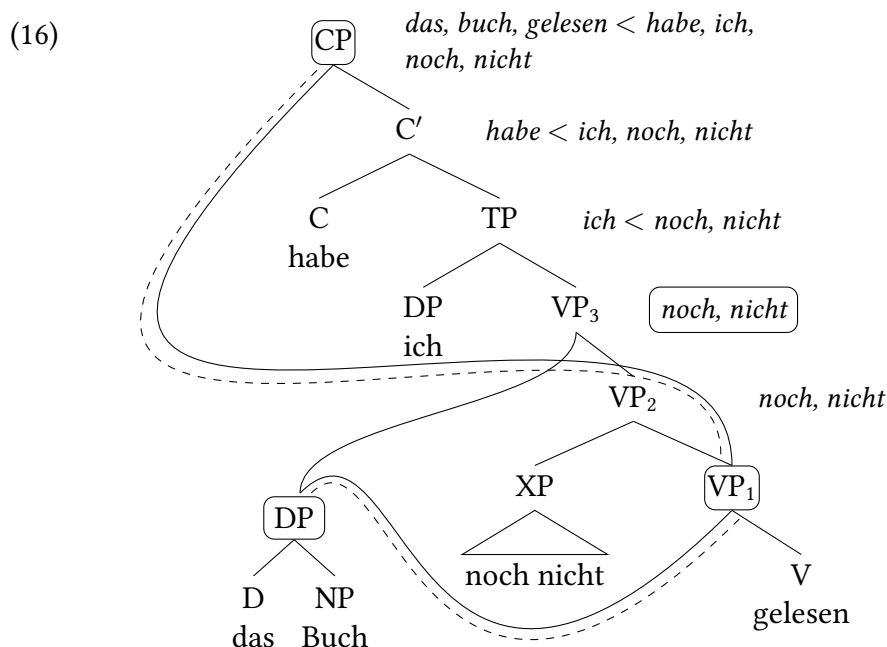 (16)
CP
das, buch, gelesen < habe, ich,
noch, nicht
C′
habe < ich, noch, nicht
C
habe
TP
ich < noch, nicht
DP
ich
VP₃
noch, nicht
VP₂
noch, nicht
XP
noch nicht
VP₁
DP
D
das
NP
Buch
V
gelesen